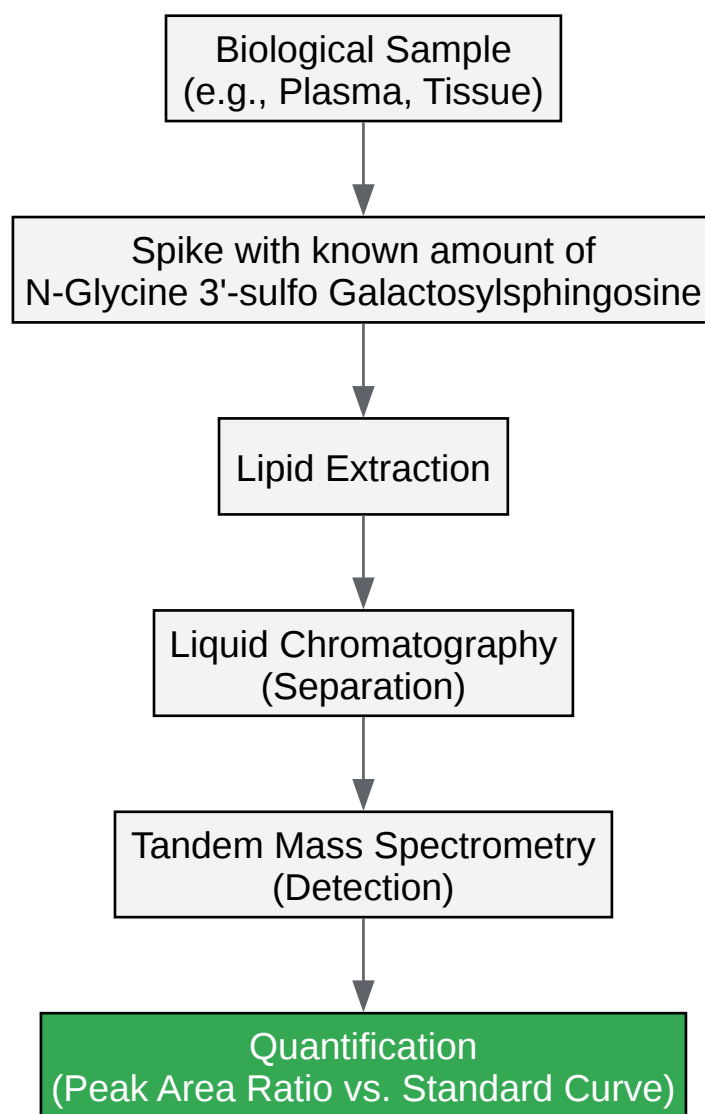 Biological Sample
(e.g., Plasma, Tissue)
Spike with known amount of
N-Glycine 3'-sulfo Galactosylsphingosine
Lipid Extraction
Liquid Chromatography
(Separation)
Tandem Mass Spectrometry
(Detection)
Quantification
(Peak Area Ratio vs. Standard Curve)